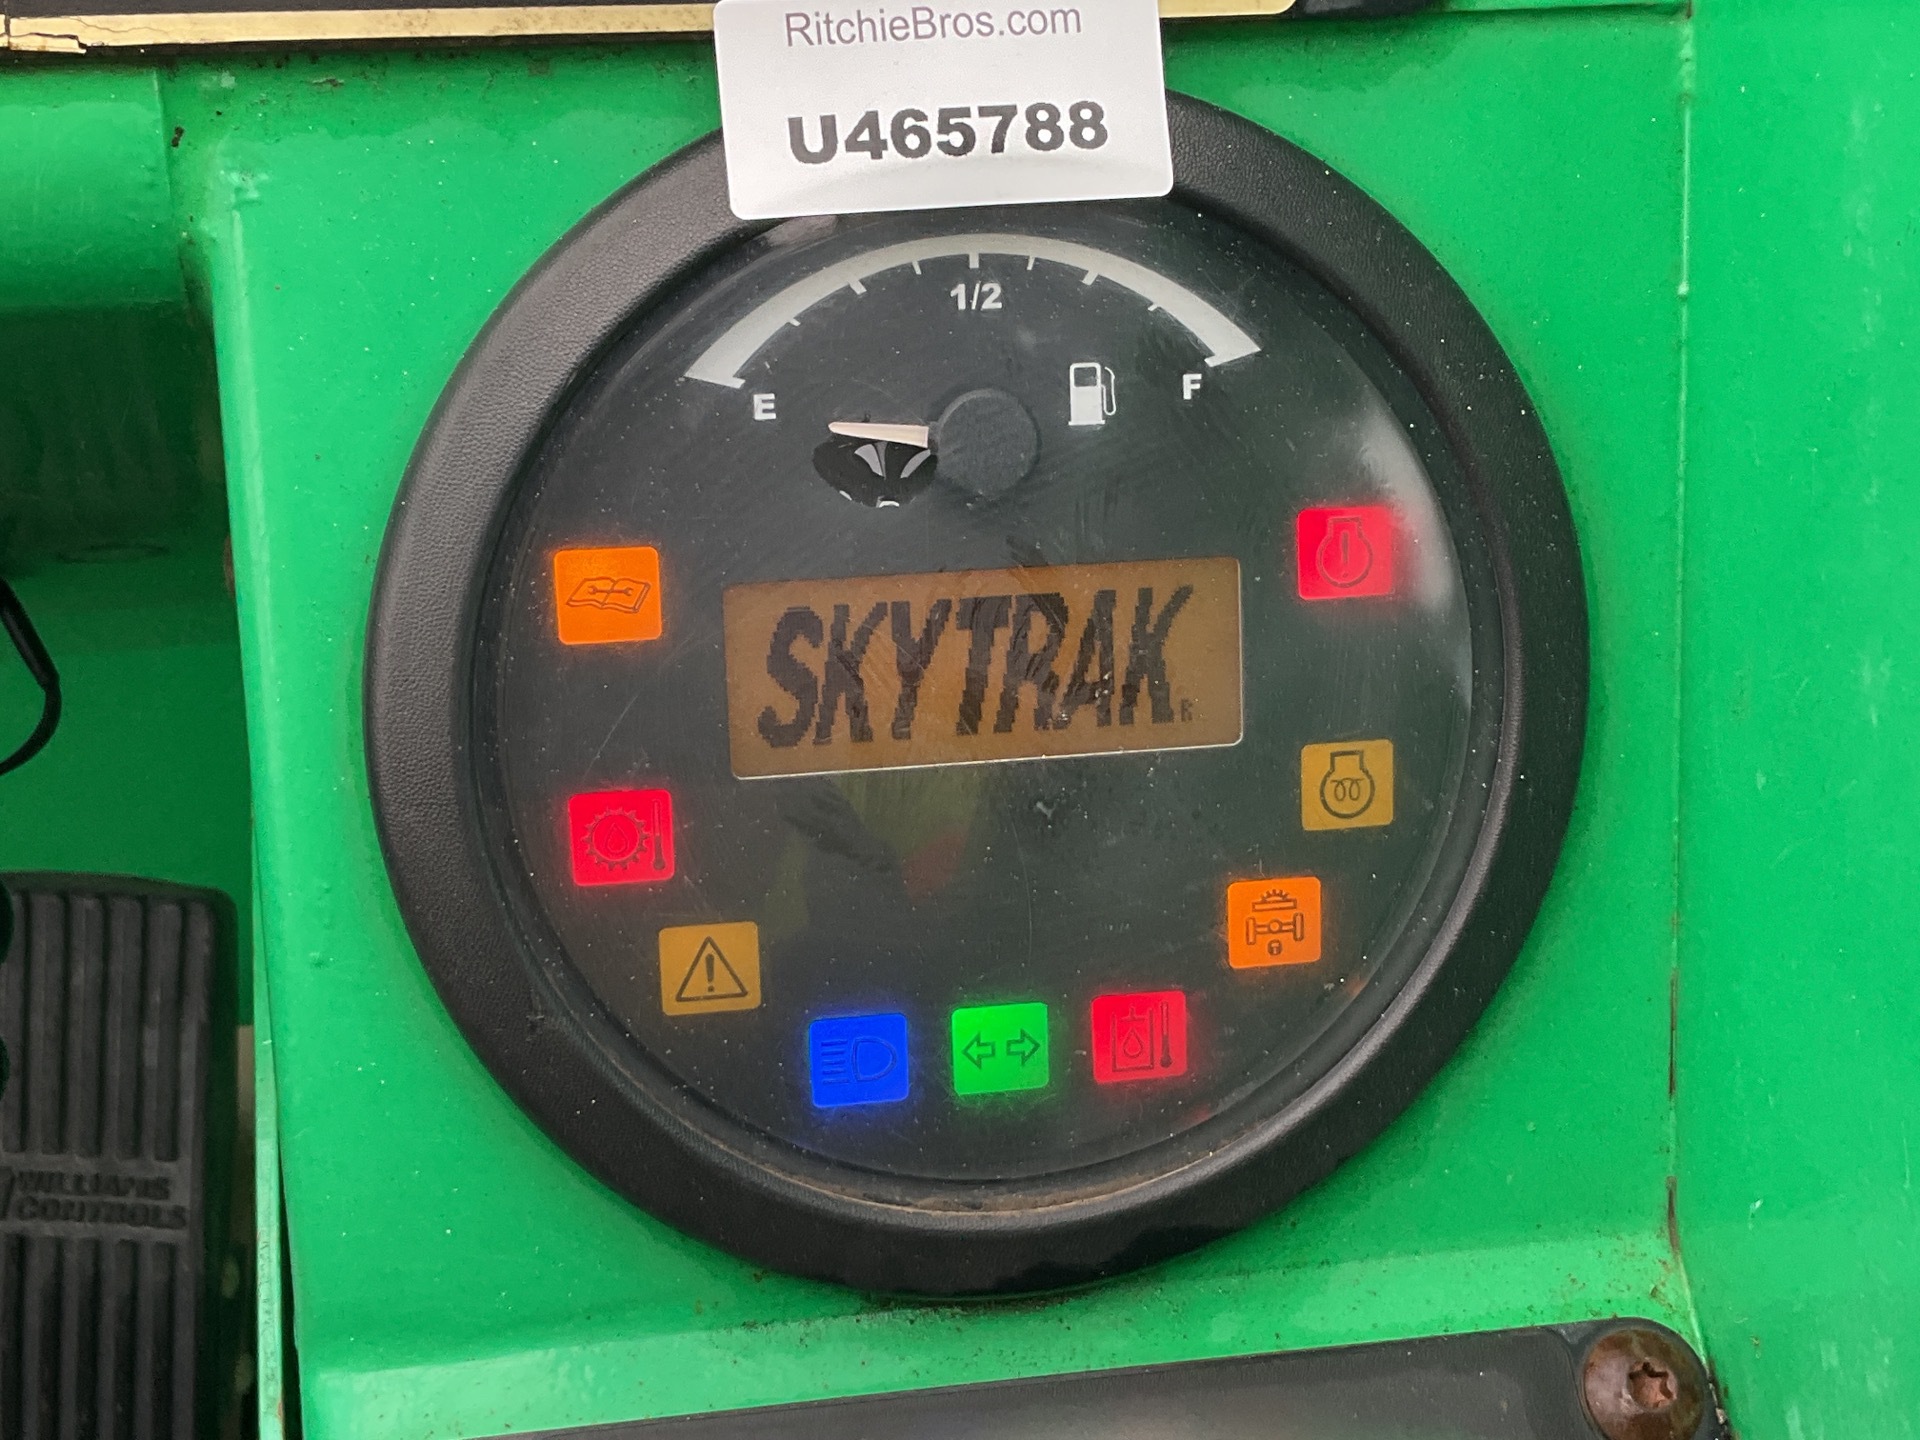 RitchieBros.com
U465788
1/2
E
F
SKYTRAK
R
WILLIAMS
CONTROLS